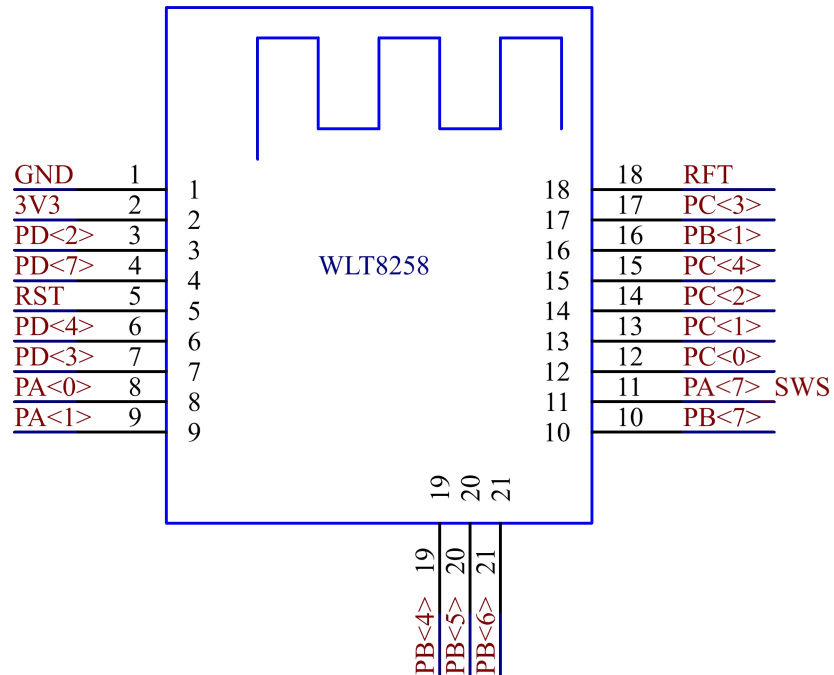 GND 1 1 18 18 RFT
3V3 2 2 17 17 PC<3>
PD<2> 3 3 16 16 PB<1>
PD<7> 4 4 WLT8258 15 15 PC<4>
RST 5 5 14 14 PC<2>
PD<4> 6 6 13 13 PC<1>
PD<3> 7 7 12 12 PC<0>
PA<0> 8 8 11 11 PA<7> SWS
PA<1> 9 9 10 10 PB<7>
19 20 21
19 20 21
PB<4> PB<5> PB<6>